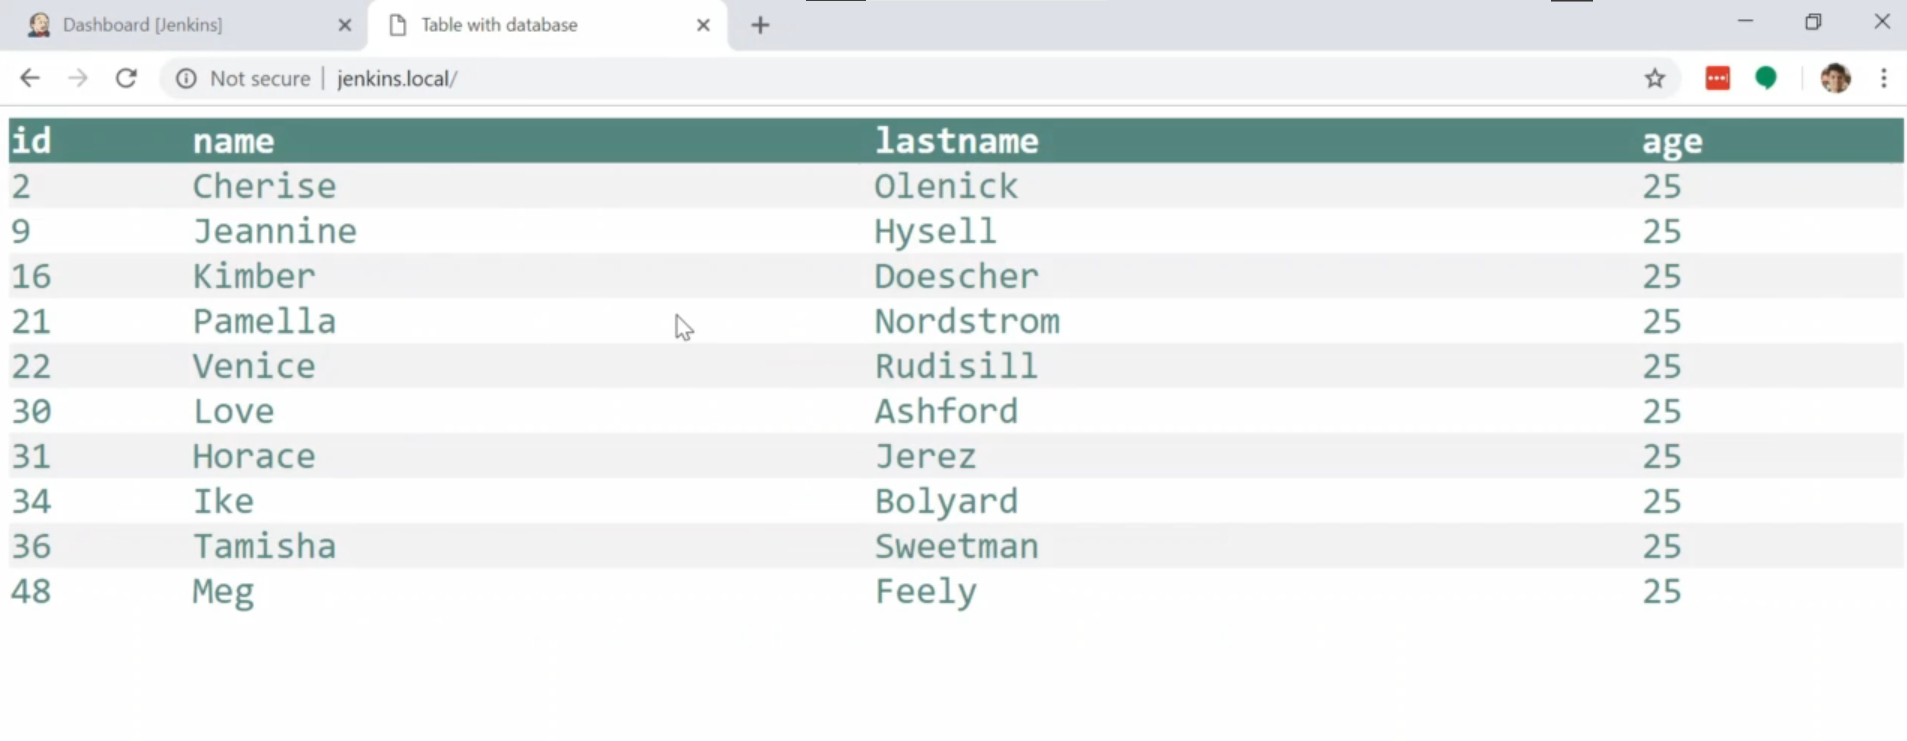 Dashboard [Jenkins] Table with database
Not secure | jenkins.local/
id name lastname age
2 Cherise Olenick 25
9 Jeannine Hysell 25
16 Kimber Doescher 25
21 Pamella Nordstrom 25
22 Venice Rudisill 25
30 Love Ashford 25
31 Horace Jerez 25
34 Ike Bolyard 25
36 Tamisha Sweetman 25
48 Meg Feely 25